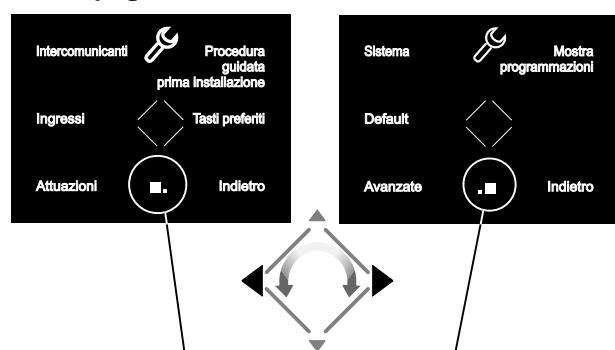 Intercomunicanti
Procedura
guidata
prima installazione
Ingressi
Tasti preferiti
Attuazioni
Indietro
Sistema
Mostra
programmazioni
Default
Avanzate
Indietro